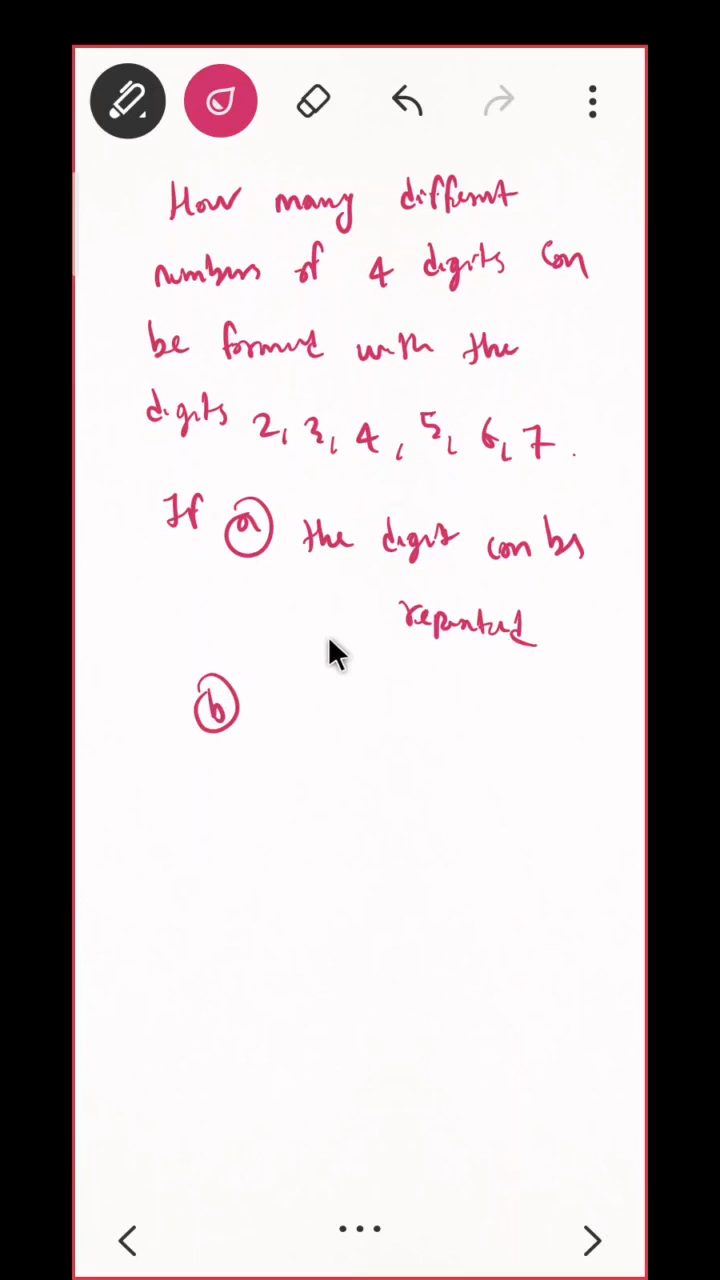 How many different
numbers of 4 digits can
be formed with the
digits 2, 3, 4, 5, 6, 7.
If (a) the digit can be
repeated
(b)